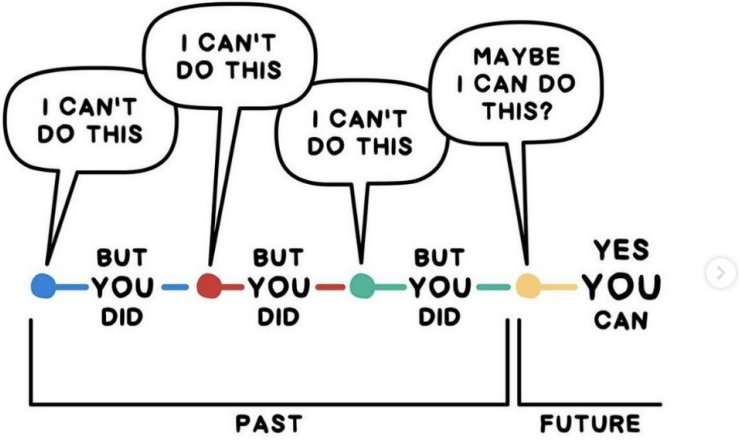 I CAN'T
DO THIS
I CAN'T
DO THIS
I CAN'T
DO THIS
MAYBE
I CAN DO
THIS?
BUT
YOU
DID
BUT
YOU
DID
BUT
YOU
DID
YES
YOU
CAN
PAST
FUTURE